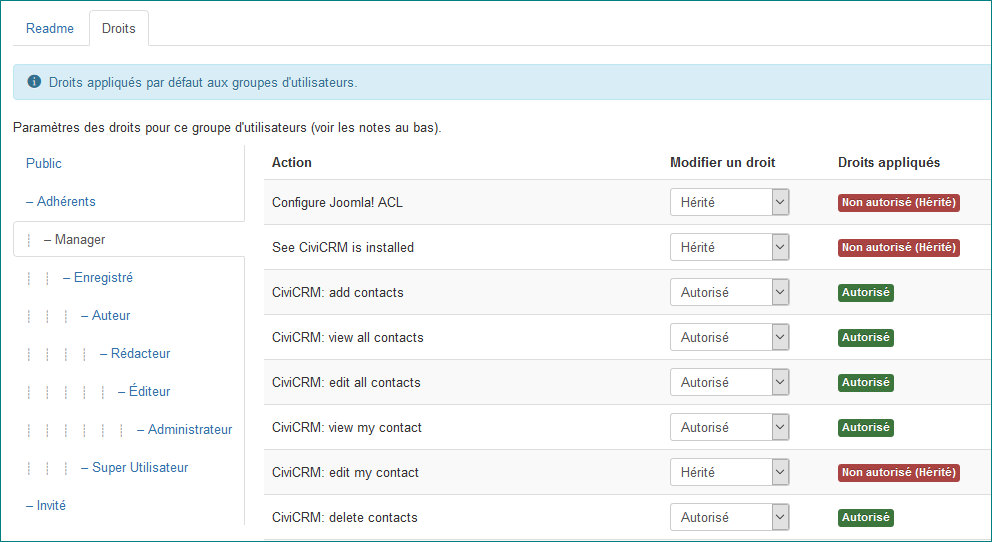 Readme Droits
Droits appliqués par défaut aux groupes d'utilisateurs.
Paramètres des droits pour ce groupe d'utilisateurs (voir les notes au bas).
Public
– Adhérents
– Manager
– Enregistré
– Auteur
– Rédacteur
– Éditeur
– Administrateur
– Super Utilisateur
– Invité
Action Modifier un droit Droits appliqués
Configure Joomla! ACL Hérité Non autorisé (Hérité)
See CiviCRM is installed Hérité Non autorisé (Hérité)
CiviCRM: add contacts Autorisé Autorisé
CiviCRM: view all contacts Autorisé Autorisé
CiviCRM: edit all contacts Autorisé Autorisé
CiviCRM: view my contact Autorisé Autorisé
CiviCRM: edit my contact Hérité Non autorisé (Hérité)
CiviCRM: delete contacts Autorisé Autorisé